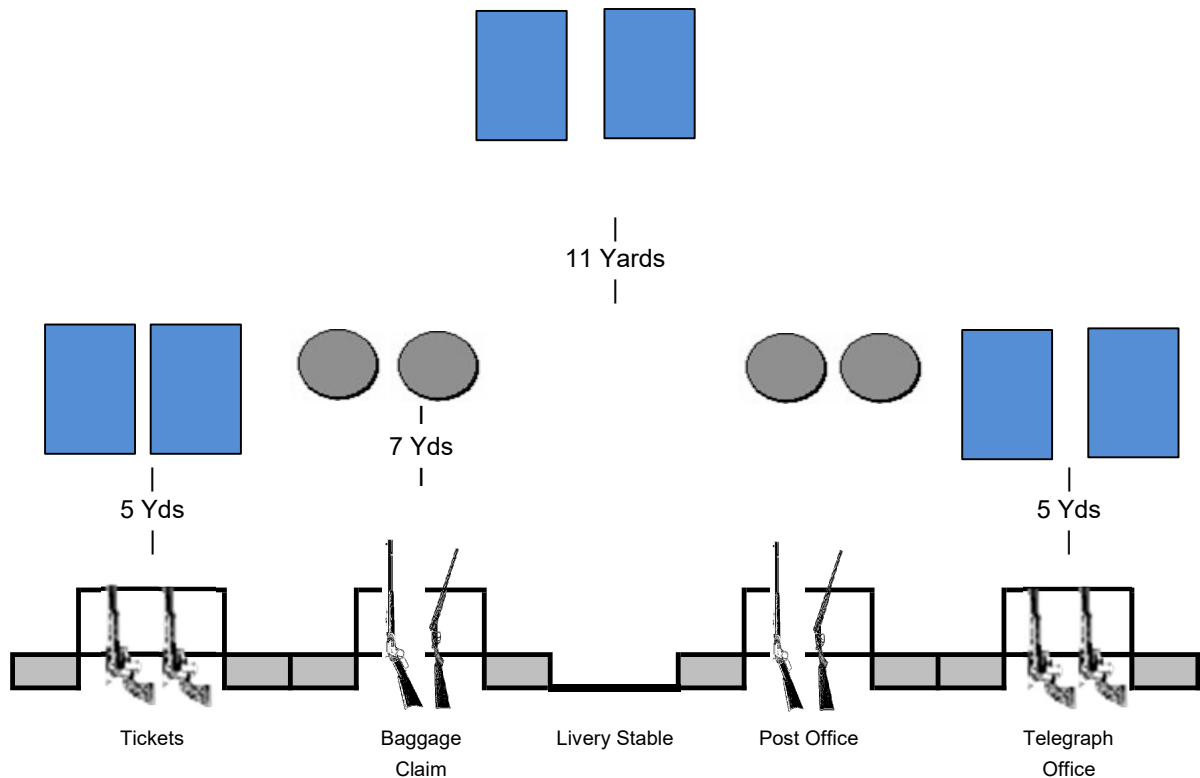 11 Yards
7 Yds
5 Yds
5 Yds
Tickets
Baggage
Claim
Livery Stable
Post Office
Telegraph
Office